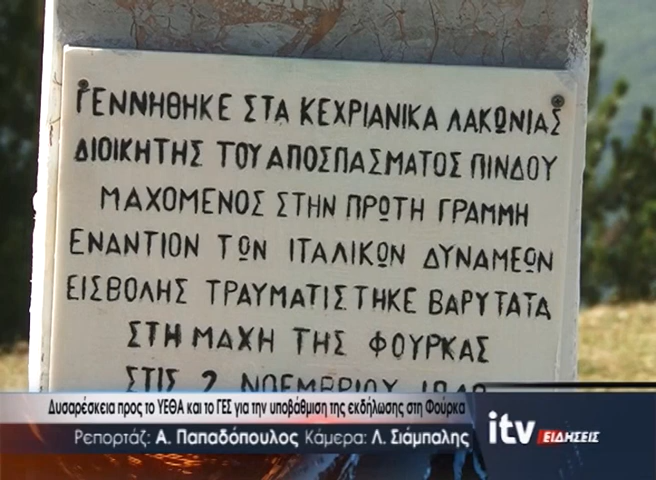 ΓΕΝΝΗΘΗΚΕ ΣΤΑ ΚΕΧΡΙΑΝΙΚΑ ΛΑΚΩΝΙΑΣ
ΔΙΟΙΚΗΤΗΣ ΤΟΥ ΑΠΟΣΠΑΣΜΑΤΟΣ ΠΙΝΔΟΥ
ΜΑΧΟΜΕΝΟΣ ΣΤΗΝ ΠΡΩΤΗ ΓΡΑΜΜΗ
ΕΝΑΝΤΙΟΝ ΤΩΝ ΙΤΑΛΙΚΩΝ ΔΥΝΑΜΕΩΝ
ΕΙΣΒΟΛΗΣ ΤΡΑΥΜΑΤΙΣΤΗΚΕ ΒΑΡΥΤΑΤΑ
ΣΤΗ ΜΑΧΗ ΤΗΣ ΦΟΥΡΚΑΣ
ΣΤΙΣ 2 ΝΟΕΜΒΡΙΟΥ 1940
Δυσαρέσκεια προς το ΥΕΘΑ και το ΓΕΣ για την υποβάθμιση της εκδήλωσης στη Φούρκα
Ρεπορτάζ: Α. Παπαδόπουλος Κάμερα: Λ. Σιάμπαλης
itv ΕΙΔΗΣΕΙΣ